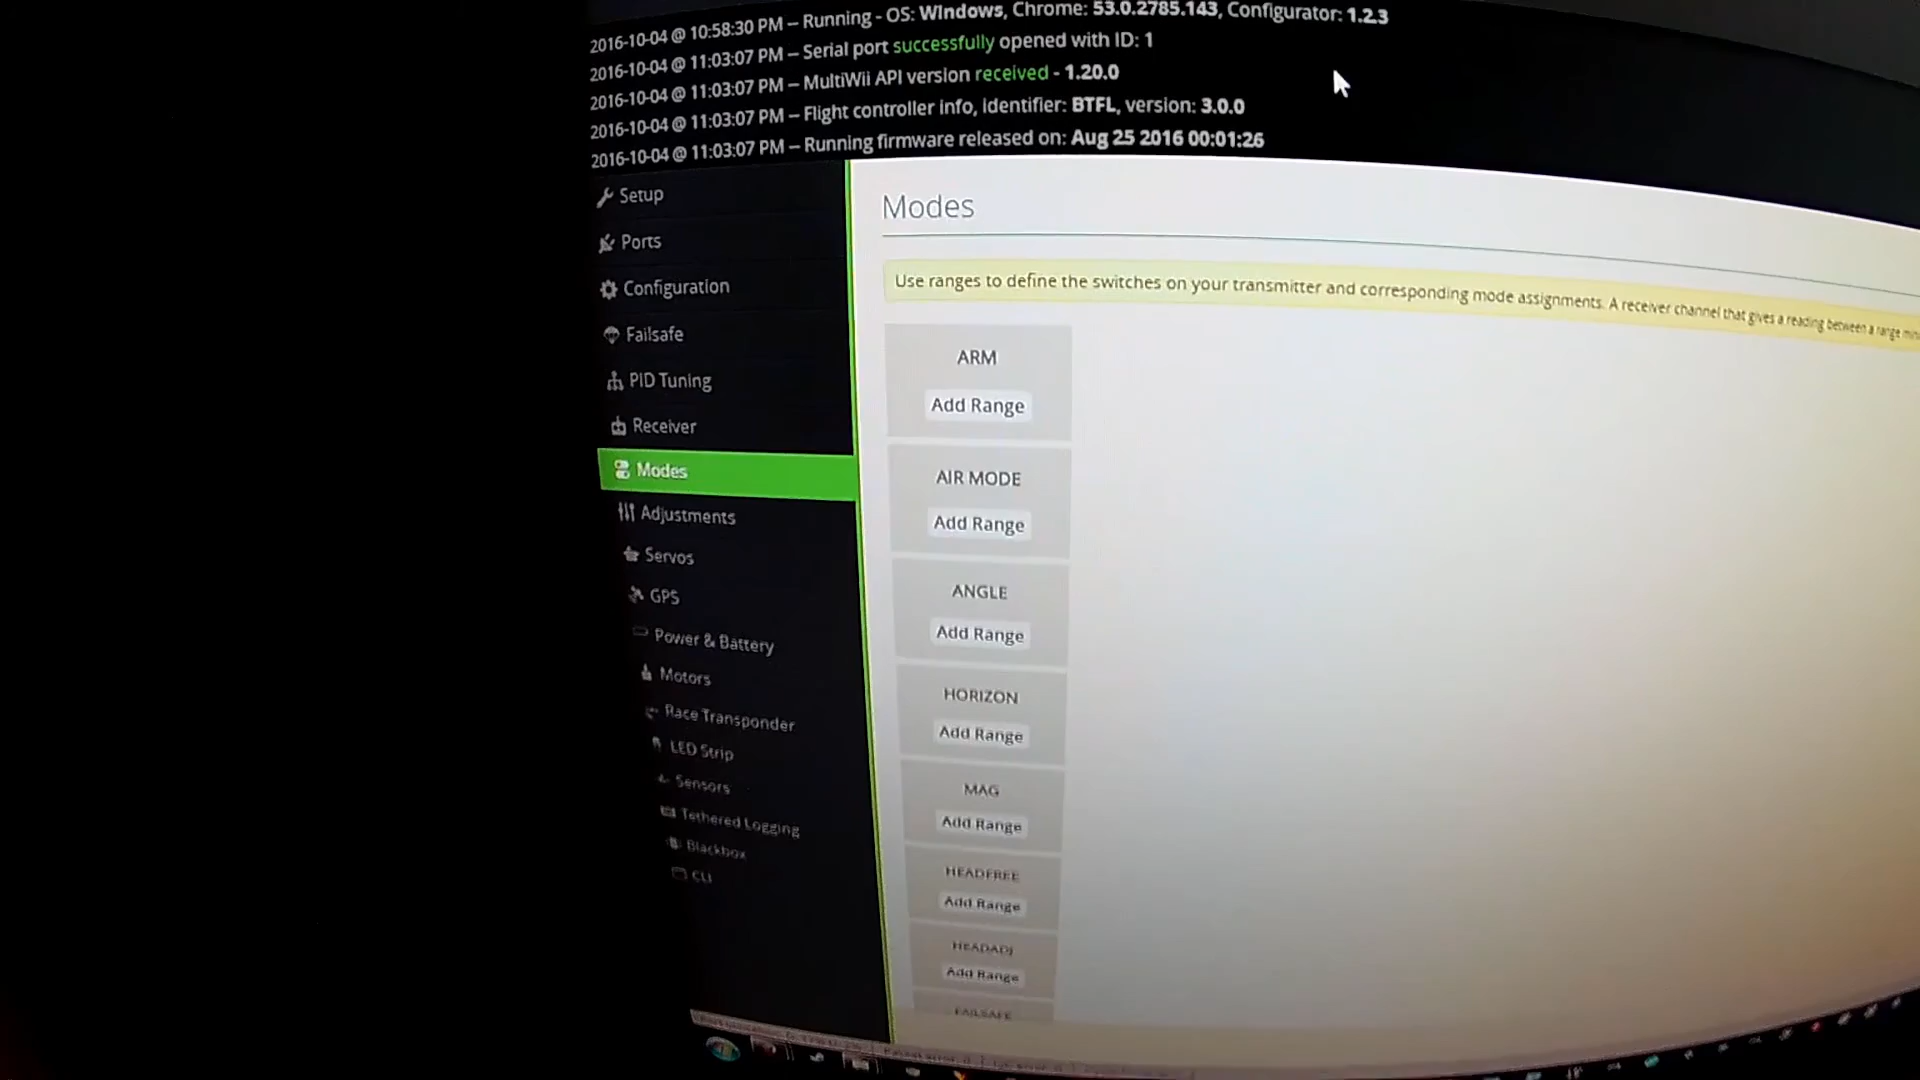 2016-10-04 @ 10:58:30 PM -- Running - OS: Windows, Chrome: 53.0.2785.143, Configurator: 1.2.3
2016-10-04 @ 11:03:07 PM -- Serial port successfully opened with ID: 1
2016-10-04 @ 11:03:07 PM -- MultiWii API version received - 1.20.0
2016-10-04 @ 11:03:07 PM -- Flight controller info, identifier: BTFL, version: 3.0.0
2016-10-04 @ 11:03:07 PM -- Running firmware released on: Aug 25 2016 00:01:26
Setup
Ports
Configuration
Failsafe
PID Tuning
Receiver
Modes
Adjustments
Servos
GPS
Power & Battery
Motors
Race Transponder
LED Strip
Sensors
Tethered Logging
Blackbox
CLI
Modes
Use ranges to define the switches on your transmitter and corresponding mode assignments. A receiver channel that gives a reading between a range
ARM
Add Range
AIR MODE
Add Range
ANGLE
Add Range
HORIZON
Add Range
MAG
Add Range
HEADFREE
Add Range
HEADADJ
Add Range
FAILSAFE